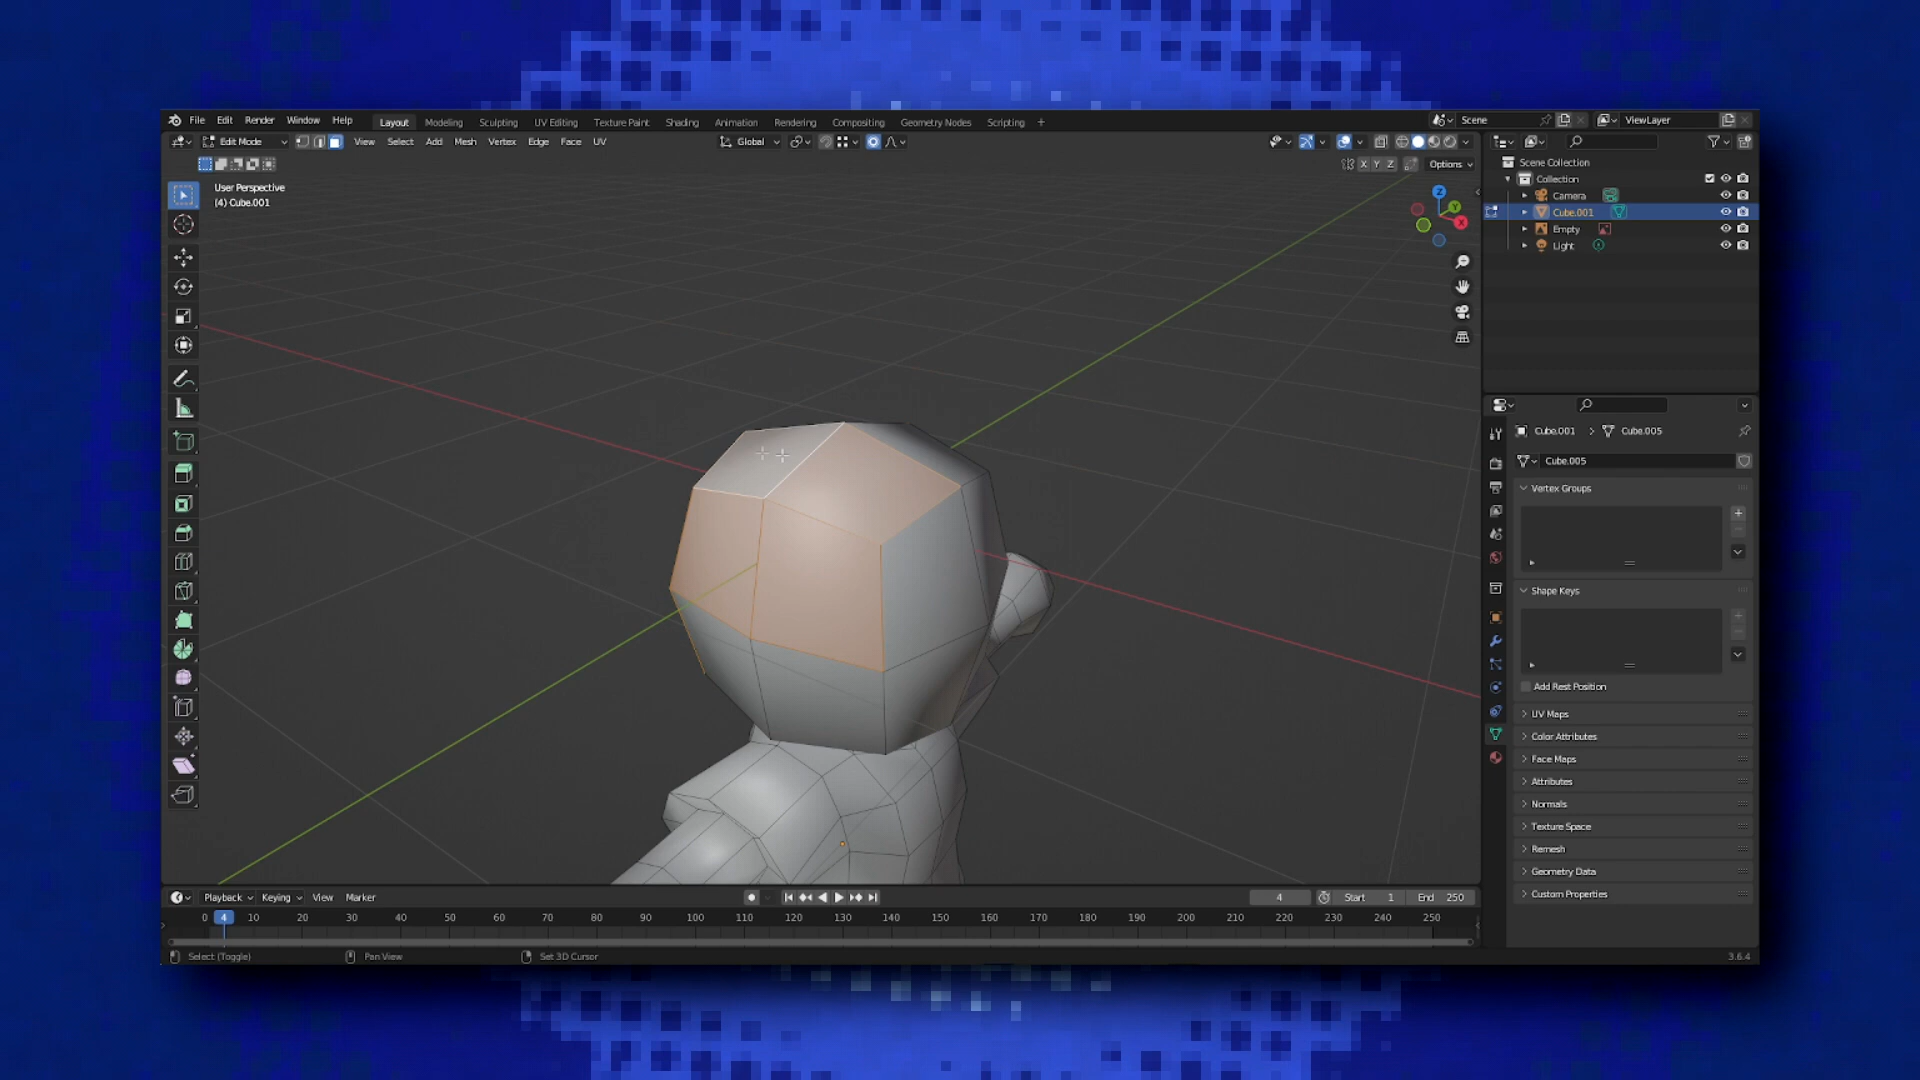 File Edit Render Window Help Layout Modeling Sculpting UV Editing Texture Paint Shading Animation Rendering Compositing Geometry Nodes Scripting + Scene ViewLayer
Edit Mode View Select Add Mesh Vertex Edge Face UV Global
X Y Z Options
User Perspective
(4) Cube.001
Z
Y
X
Scene Collection
Collection
Camera
Cube.001
Empty
Light
Cube.001 > Cube.005
Cube.005
Vertex Groups
Shape Keys
Add Rest Position
UV Maps
Color Attributes
Face Maps
Attributes
Normals
Texture Space
Remesh
Geometry Data
Custom Properties
Playback Keying View Marker 4 Start 1 End 250
0 4 10 20 30 40 50 60 70 80 90 100 110 120 130 140 150 160 170 180 190 200 210 220 230 240 250
Select (Toggle) Pan View Set 3D Cursor 3.6.4